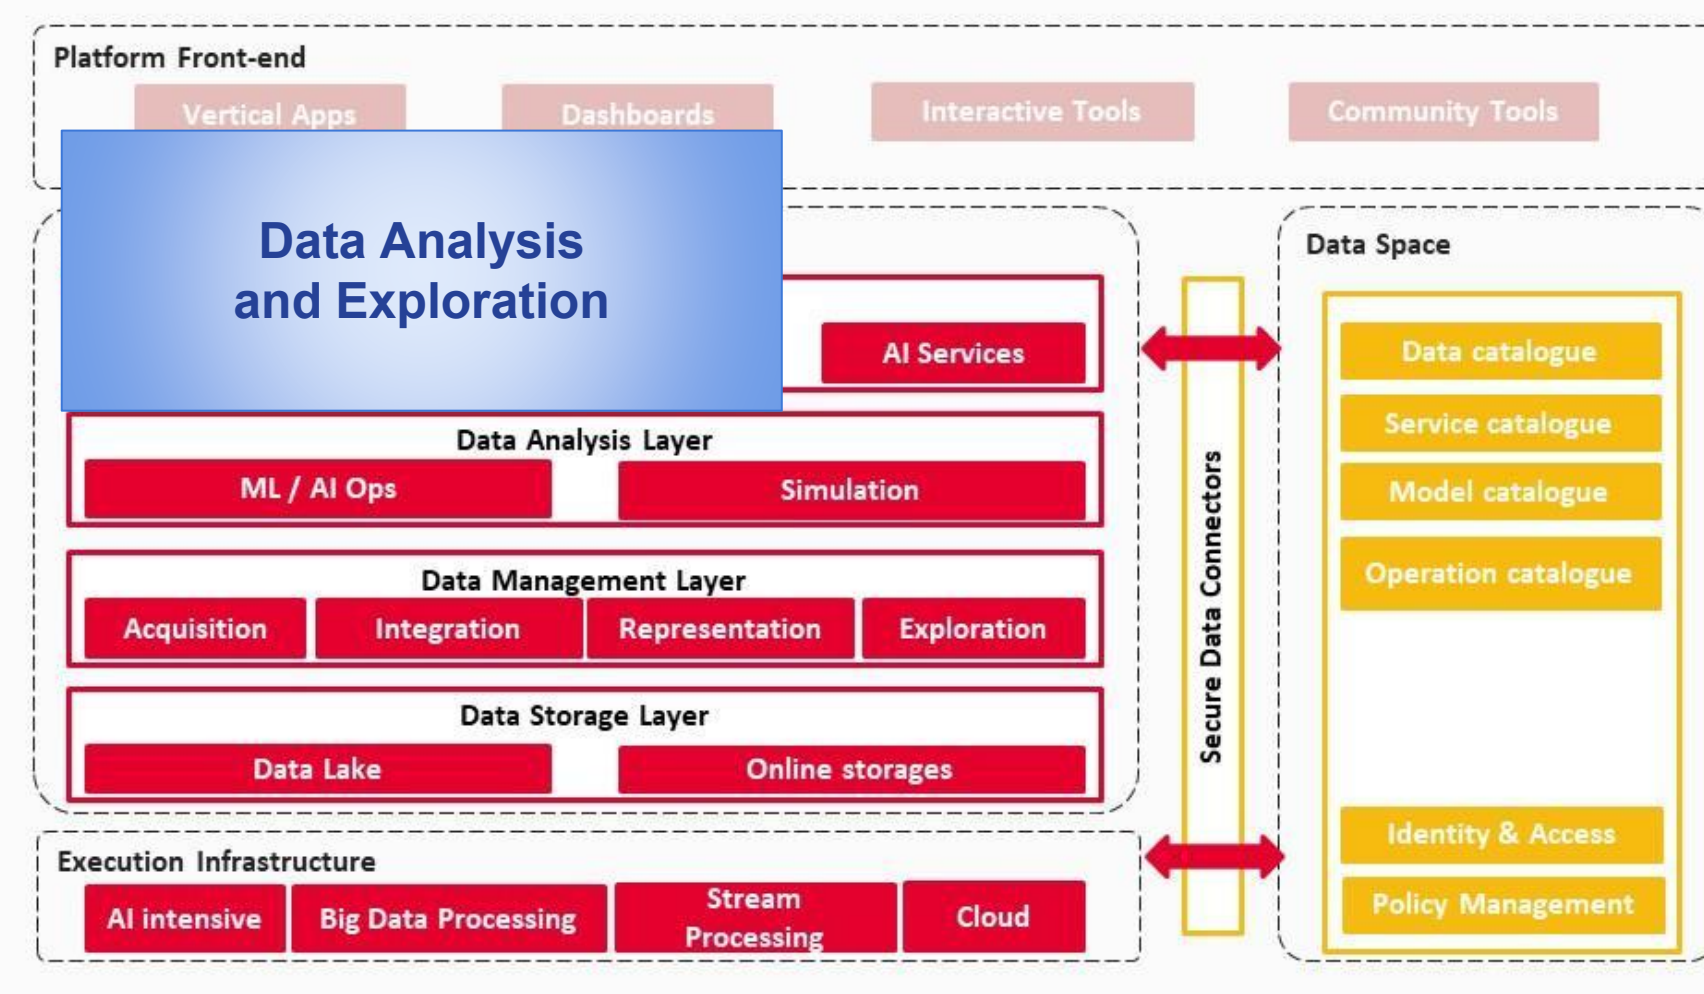 Platform Front-end
Vertical Apps
Dashboards
Interactive Tools
Community Tools
Data Analysis
and Exploration
AI Services
Data Analysis Layer
ML / AI Ops
Simulation
Data Management Layer
Acquisition
Integration
Representation
Exploration
Data Storage Layer
Data Lake
Online storages
Execution Infrastructure
AI intensive
Big Data Processing
Stream
Processing
Cloud
Secure Data Connectors
Data Space
Data catalogue
Service catalogue
Model catalogue
Operation catalogue
Identity & Access
Policy Management